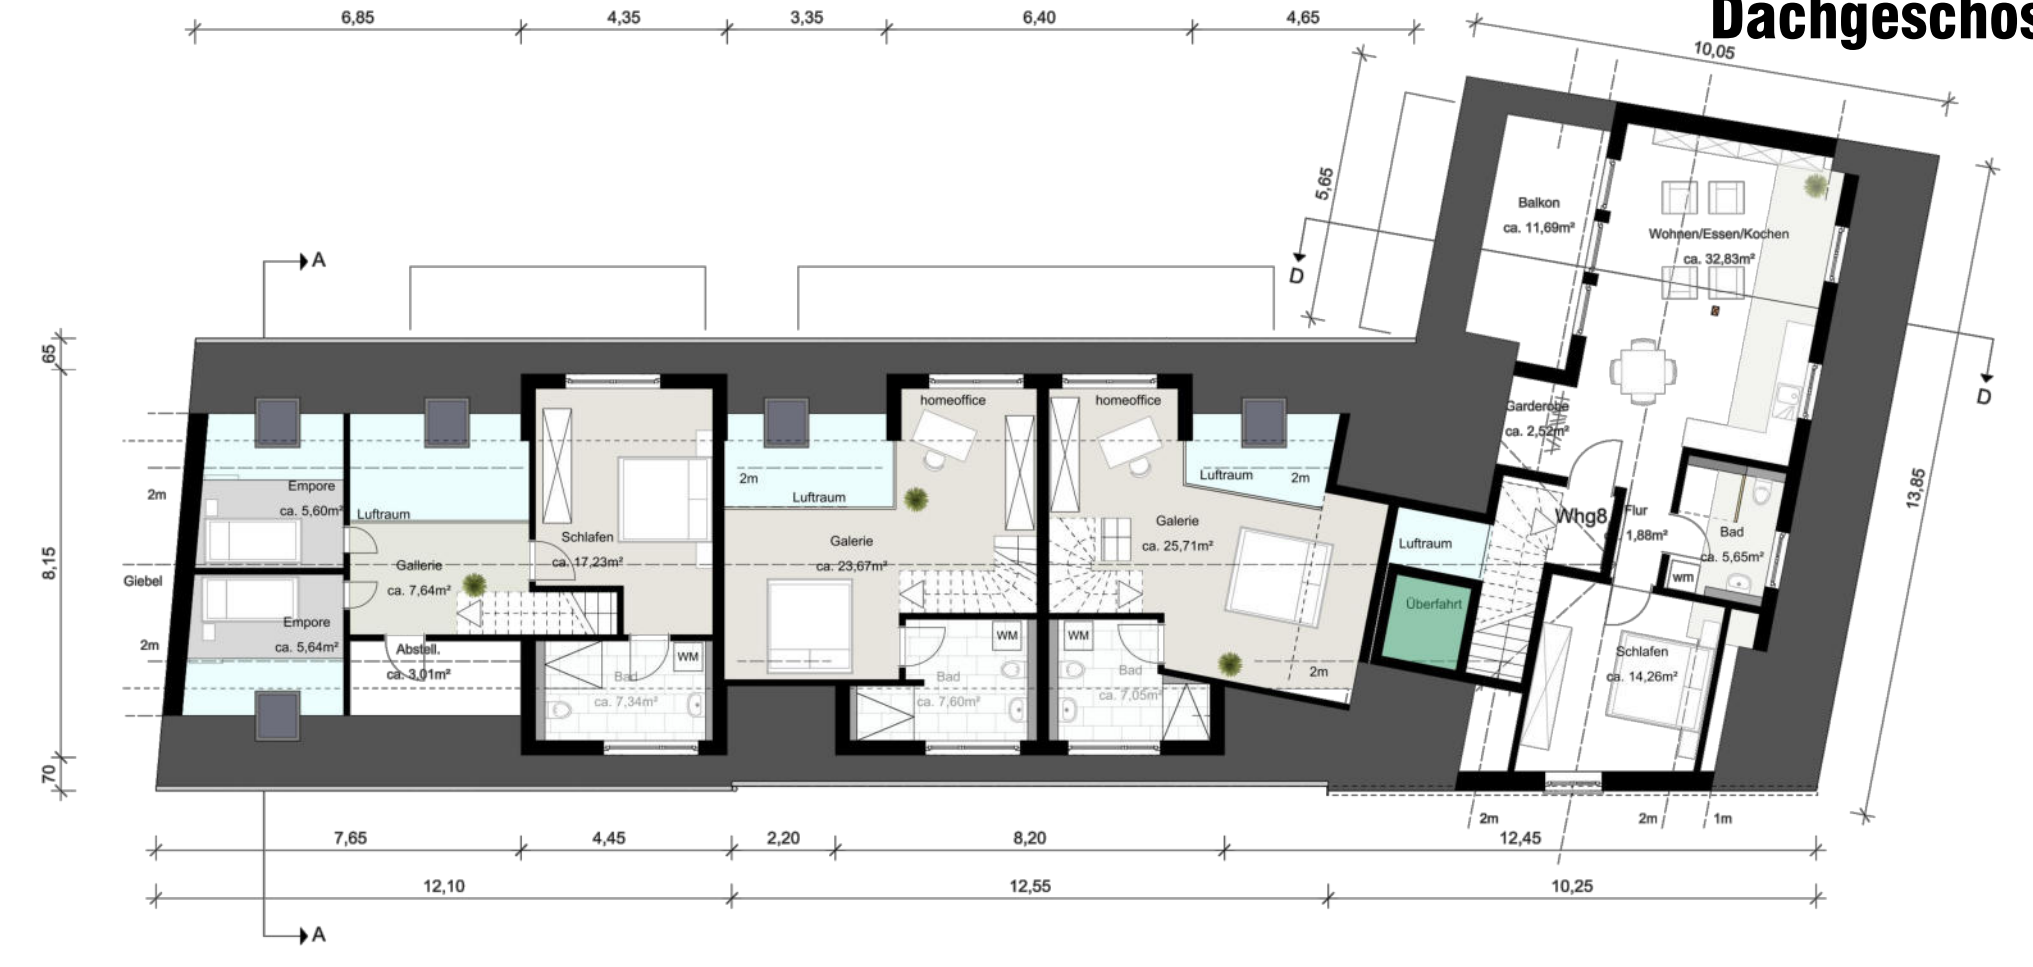 Dachgeschos
6,85
4,35
3,35
6,40
4,65
10,05
5,65
A
D
Balkon
ca. 11,69m²
Wohnen/Essen/Kochen
ca. 32,83m²
D
65
8,15
70
13,85
homeoffice
homeoffice
Garderobe
ca. 2,52m²
2m
Empore
ca. 5,60m²
Luftraum
Schlafen
ca. 17,23m²
2m
Luftraum
Galerie
ca. 23,67m²
Luftraum
2m
Galerie
ca. 25,71m²
Luftraum
Whg8
Flur
1,88m²
Bad
ca. 5,65m²
wm
Giebel
Gallerie
ca. 7,64m²
Überfahrt
2m
Empore
ca. 5,64m²
Abstell.
ca. 3,01m²
WM
Bad
ca. 7,34m²
WM
Bad
ca. 7,60m²
WM
Bad
ca. 7,05m²
2m
Schlafen
ca. 14,26m²
2m
2m
1m
7,65
4,45
2,20
8,20
12,45
12,10
12,55
10,25
A